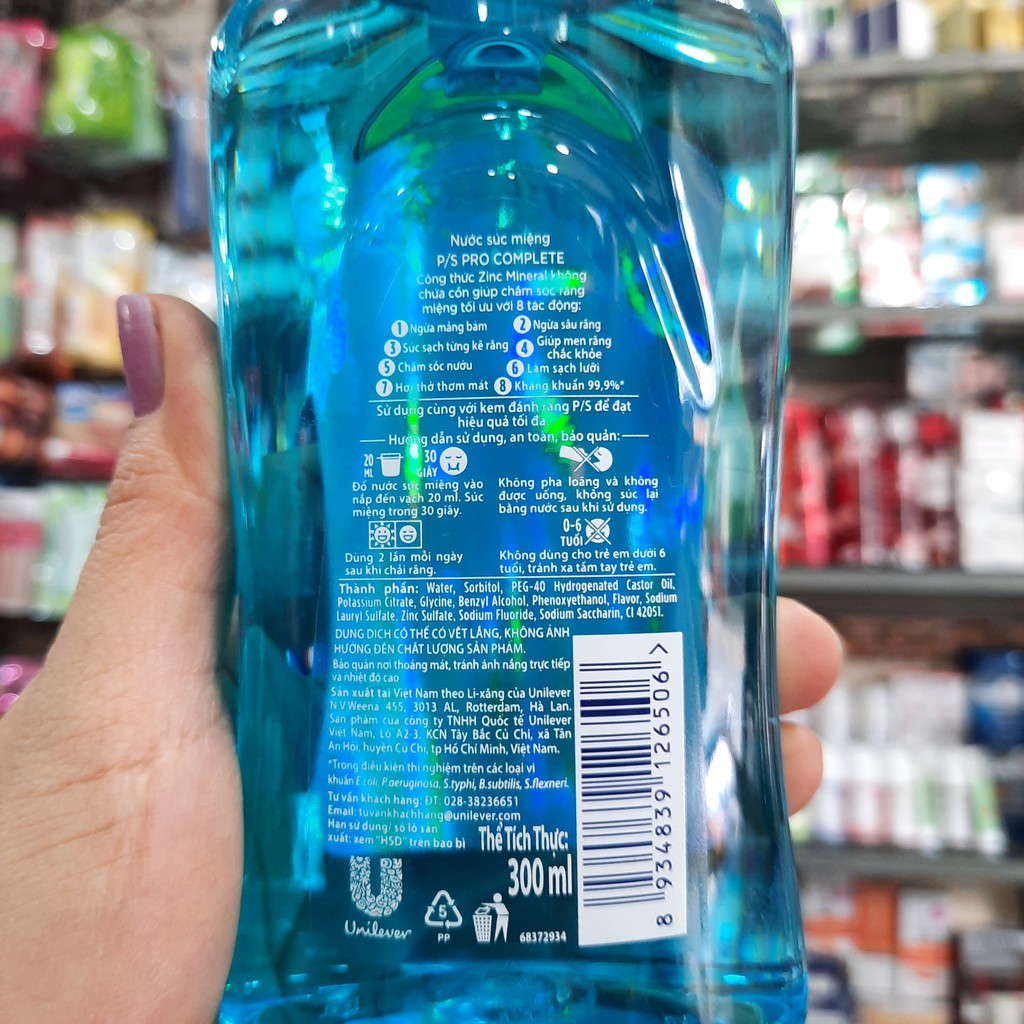 Nước súc miệng
P/S PRO COMPLETE
Công thức Zinc Mineral không
chứa cồn giúp chăm sóc răng
miệng tối ưu với 8 tác động:
1 Ngừa mảng bám
2 Ngừa sâu răng
3 Súc sạch từng kẽ răng
4 Giúp men răng
chắc khỏe
5 Chăm sóc nướu
6 Làm sạch lưỡi
7 Hơi thở thơm mát
8 Kháng khuẩn 99,9%*
Sử dụng cùng với kem đánh răng P/S để đạt
hiệu quả tối đa
Hướng dẫn sử dụng, an toàn, bảo quản:
20
ML
30
GIÂY
Đổ nước súc miệng vào
nắp đến vạch 20 ml. Súc
miệng trong 30 giây.
Không pha loãng và không
được uống, không súc lại
bằng nước sau khi sử dụng.
Dùng 2 lần mỗi ngày
sau khi chải răng.
0-6
TUỔI
Không dùng cho trẻ em dưới 6
tuổi, tránh xa tầm tay trẻ em.
Thành phần: Water, Sorbitol, PEG-40 Hydrogenated Castor Oil,
Potassium Citrate, Glycine, Benzyl Alcohol, Phenoxyethanol, Flavor, Sodium
Lauryl Sulfate, Zinc Sulfate, Sodium Fluoride, Sodium Saccharin, CI 42051.
DUNG DỊCH CÓ THỂ CÓ VẾT LẮNG, KHÔNG ẢNH
HƯỞNG ĐẾN CHẤT LƯỢNG SẢN PHẨM.
Bảo quản nơi thoáng mát, tránh ánh nắng trực tiếp
và nhiệt độ cao
Sản xuất tại Việt Nam theo Li-xăng của Unilever
N.V.Weena 455, 3013 AL, Rotterdam, Hà Lan.
Sản phẩm của công ty TNHH Quốc tế Unilever
Việt Nam, Lô A2-3, KCN Tây Bắc Củ Chi, xã Tân
An Hội, huyện Củ Chi, tp Hồ Chí Minh, Việt Nam.
*Trong điều kiện thí nghiệm trên các loại vi
khuẩn E.coli, P.aeruginosa, S.typhi, B.subtilis, S.flexneri.
Tư vấn khách hàng: ĐT: 028-38236651
Email: tuvankhachhang@unilever.com
Hạn sử dụng/ số lô sản
xuất: xem "HSD" trên bao bì
Thể Tích Thực:
300 ml
Unilever
5
PP
68372934
8 934839 126506 >